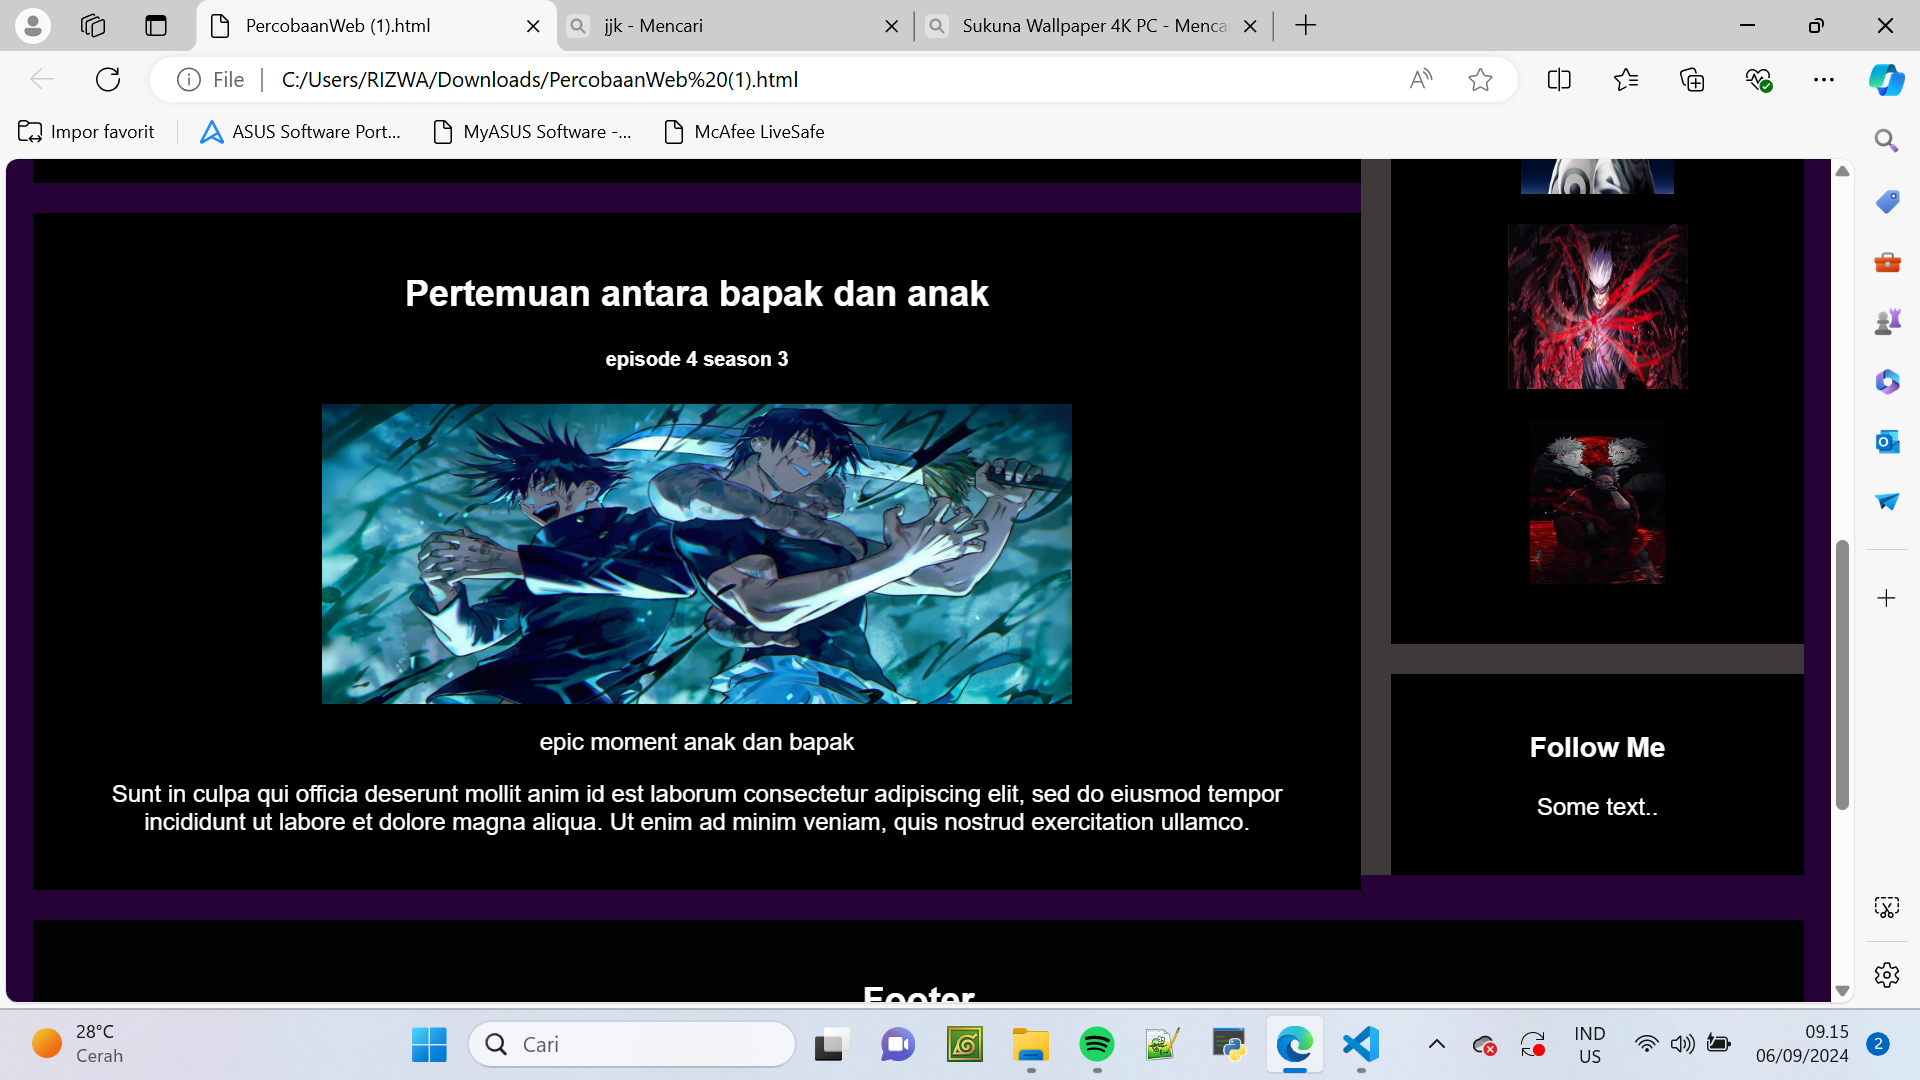 PercobaanWeb (1).html
jjk - Mencari
Sukuna Wallpaper 4K PC - Menca
File
C:/Users/RIZWA/Downloads/PercobaanWeb%20(1).html
Impor favorit
ASUS Software Port...
MyASUS Software -...
McAfee LiveSafe
Pertemuan antara bapak dan anak
episode 4 season 3
epic moment anak dan bapak
Sunt in culpa qui officia deserunt mollit anim id est laborum consectetur adipiscing elit, sed do eiusmod tempor
incididunt ut labore et dolore magna aliqua. Ut enim ad minim veniam, quis nostrud exercitation ullamco.
Follow Me
Some text..
Footer
28°C
Cerah
Cari
IND
US
09.15
06/09/2024
2